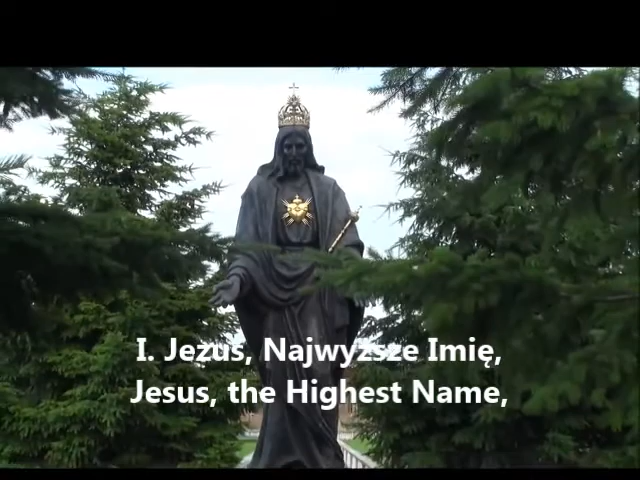 I. Jezus, Najwyższe Imię,
Jesus, the Highest Name,